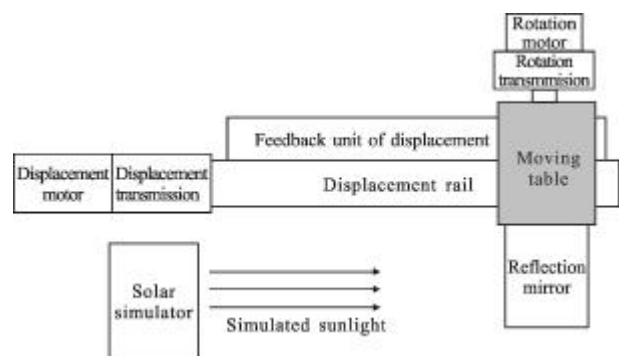 Rotation
motor
Rotation
transmmision
Feedback unit of displacement
Moving
table
Displacement
motor
Displacement
transmission
Displacement rail
Solar
simulator
Simulated sunlight
Reflection
mirror